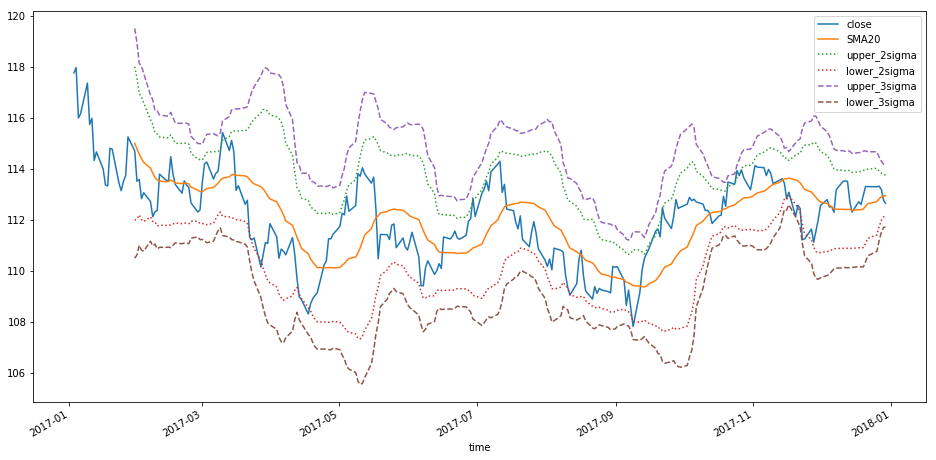 120
118
116
114
112
110
108
106
2017-01
2017-03
2017-05
2017-07
2017-09
2017-11
2018-01
time
close
SMA20
upper_2sigma
lower_2sigma
upper_3sigma
lower_3sigma